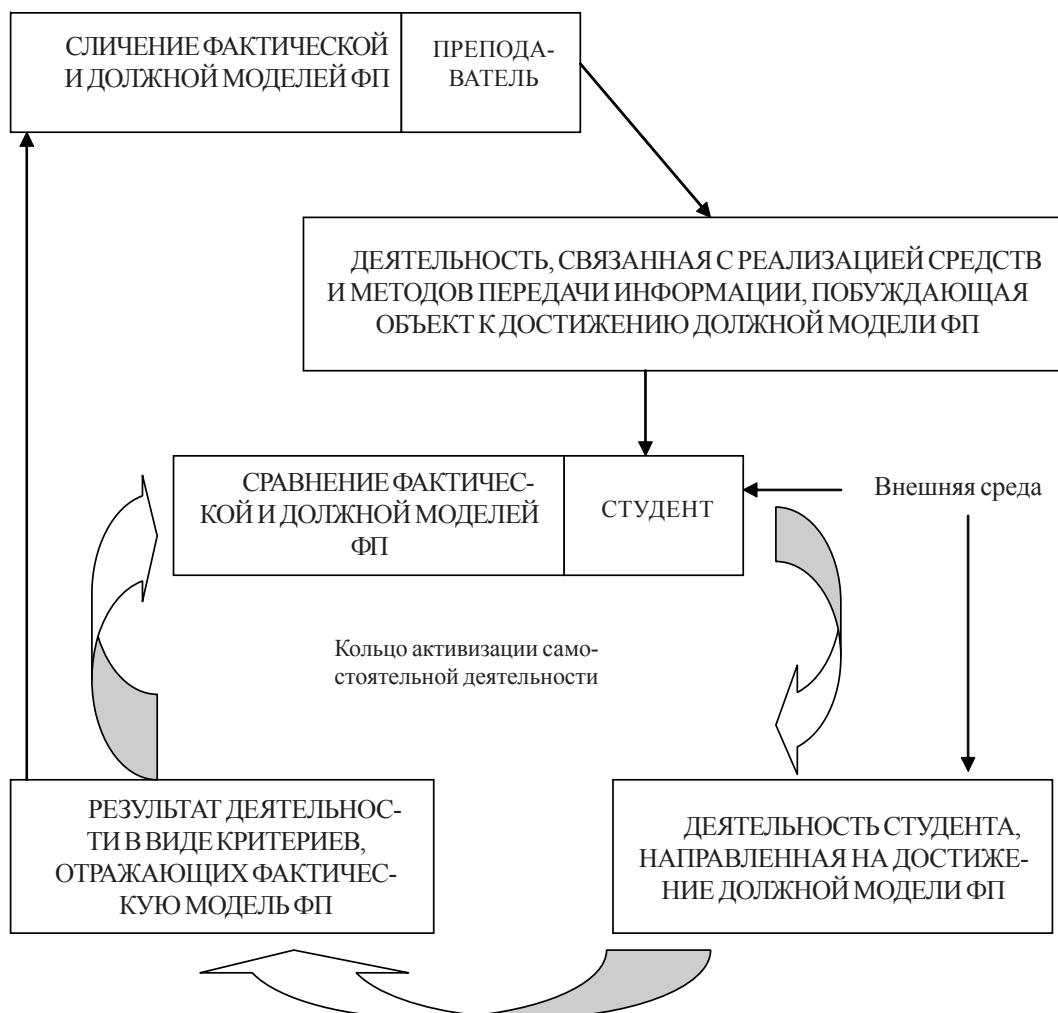 СЛИЧЕНИЕ ФАКТИЧЕСКОЙ
И ДОЛЖНОЙ МОДЕЛЕЙ ФП
ПРЕПОДА-
ВАТЕЛЬ
ДЕЯТЕЛЬНОСТЬ, СВЯЗАННАЯ С РЕАЛИЗАЦИЕЙ СРЕДСТВ
И МЕТОДОВ ПЕРЕДАЧИ ИНФОРМАЦИИ, ПОБУЖДАЮЩАЯ
ОБЪЕКТ К ДОСТИЖЕНИЮ ДОЛЖНОЙ МОДЕЛИ ФП
СРАВНЕНИЕ ФАКТИЧЕС-
КОЙ И ДОЛЖНОЙ МОДЕЛЕЙ
ФП
СТУДЕНТ
Внешняя среда
Кольцо активизации само-
стоятельной деятельности
РЕЗУЛЬТАТ ДЕЯТЕЛЬНОС-
ТИ В ВИДЕ КРИТЕРИЕВ,
ОТРАЖАЮЩИХ ФАКТИЧЕС-
КУЮ МОДЕЛЬ ФП
ДЕЯТЕЛЬНОСТЬ СТУДЕНТА,
НАПРАВЛЕННАЯ НА ДОСТИЖЕ-
НИЕ ДОЛЖНОЙ МОДЕЛИ ФП